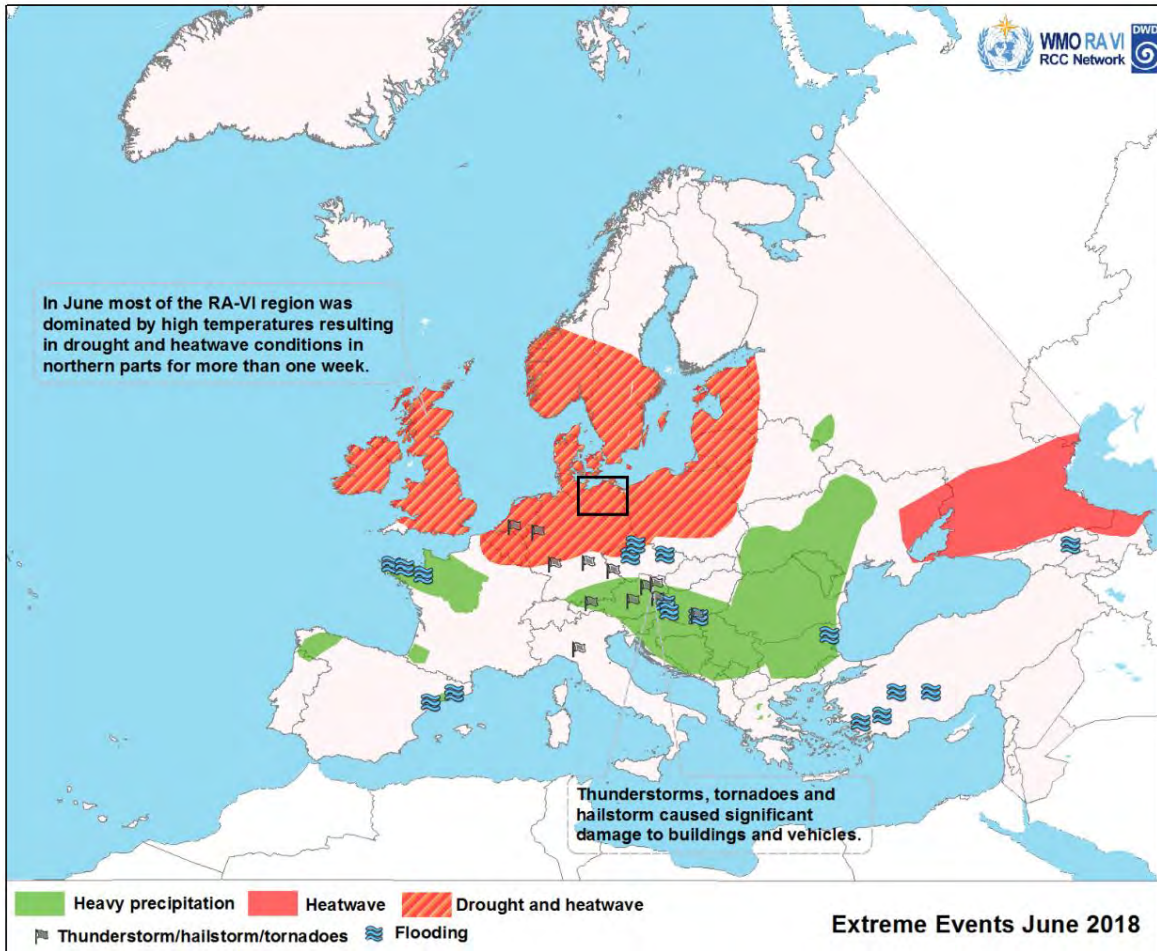 WMO RA VI
RCC Network
DWD
In June most of the RA-VI region was
dominated by high temperatures resulting
in drought and heatwave conditions in
northern parts for more than one week.
Thunderstorms, tornadoes and
hailstorm caused significant
damage to buildings and vehicles.
Heavy precipitation
Heatwave
Drought and heatwave
Thunderstorm/hailstorm/tornadoes
Flooding
Extreme Events June 2018